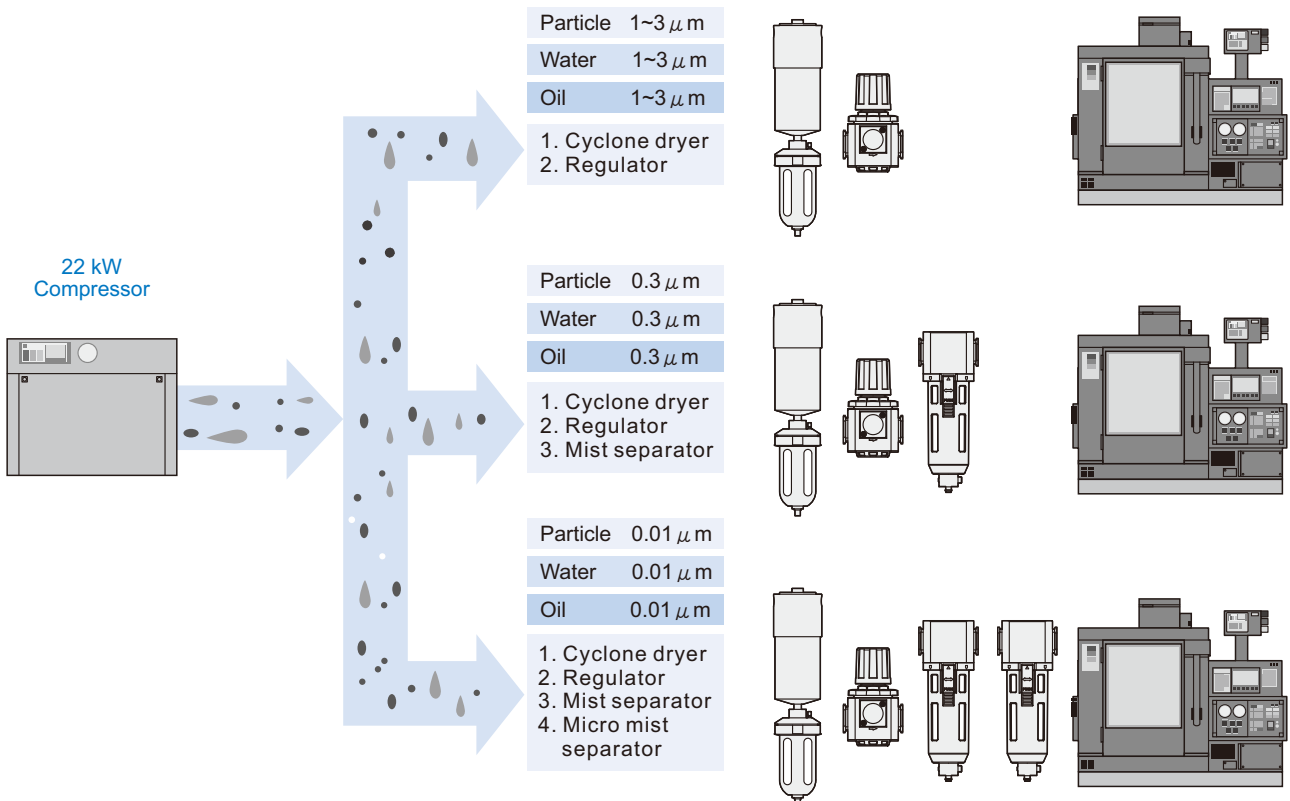 22 kW
Compressor
Particle 1~3 μm
Water 1~3 μm
Oil 1~3 μm
1. Cyclone dryer
2. Regulator
Particle 0.3 μm
Water 0.3 μm
Oil 0.3 μm
1. Cyclone dryer
2. Regulator
3. Mist separator
Particle 0.01 μm
Water 0.01 μm
Oil 0.01 μm
1. Cyclone dryer
2. Regulator
3. Mist separator
4. Micro mist
separator